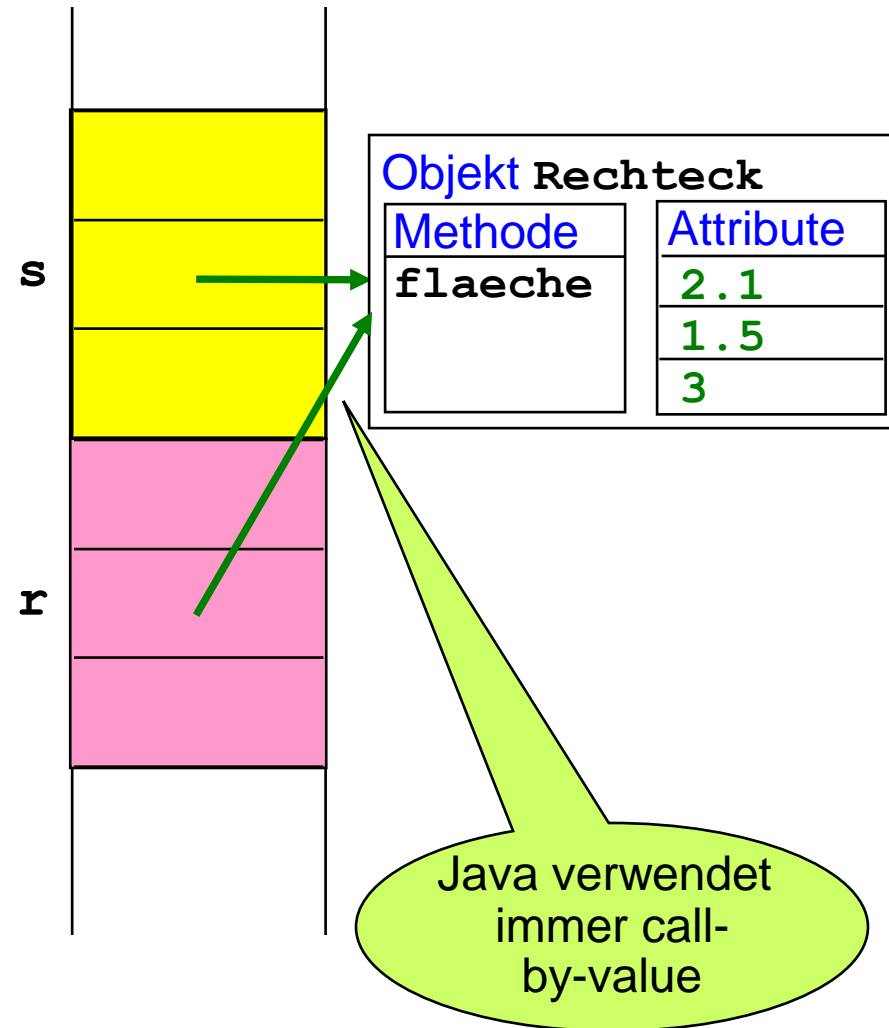 Objekt Rechteck
Methode
flaeche
Attribute
2.1
1.5
3
s
r
Java verwendet
immer call-
by-value